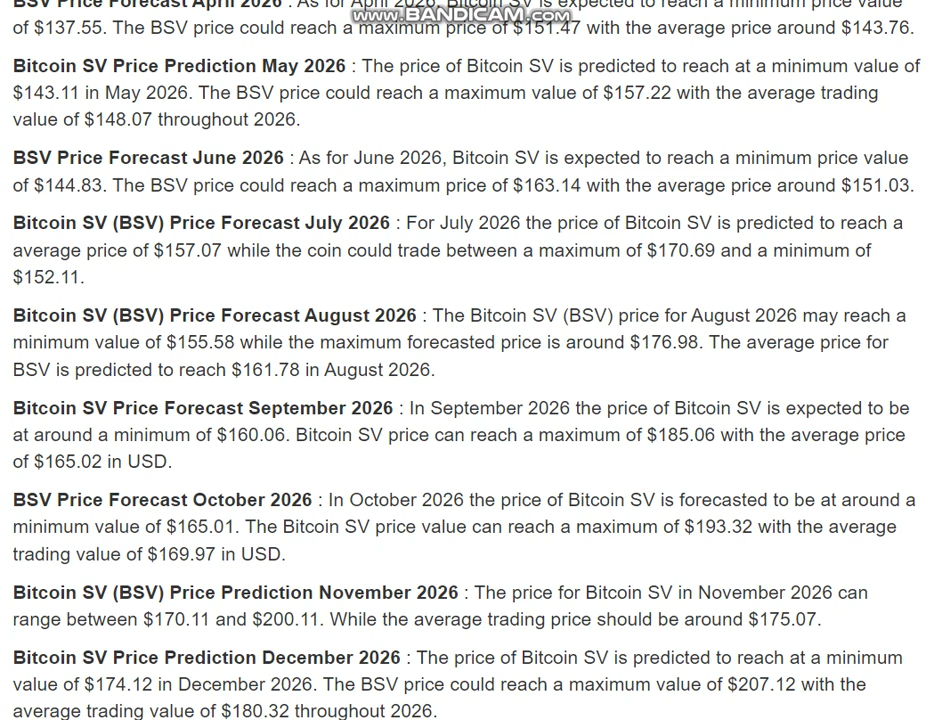 BSV Price Forecast April 2026 : As for April 2026, Bitcoin SV is expected to reach a minimum price value
www.BANDICAM.com
of $137.55. The BSV price could reach a maximum price of $151.47 with the average price around $143.76.
Bitcoin SV Price Prediction May 2026 : The price of Bitcoin SV is predicted to reach at a minimum value of
$143.11 in May 2026. The BSV price could reach a maximum value of $157.22 with the average trading
value of $148.07 throughout 2026.
BSV Price Forecast June 2026 : As for June 2026, Bitcoin SV is expected to reach a minimum price value
of $144.83. The BSV price could reach a maximum price of $163.14 with the average price around $151.03.
Bitcoin SV (BSV) Price Forecast July 2026 : For July 2026 the price of Bitcoin SV is predicted to reach a
average price of $157.07 while the coin could trade between a maximum of $170.69 and a minimum of
$152.11.
Bitcoin SV (BSV) Price Forecast August 2026 : The Bitcoin SV (BSV) price for August 2026 may reach a
minimum value of $155.58 while the maximum forecasted price is around $176.98. The average price for
BSV is predicted to reach $161.78 in August 2026.
Bitcoin SV Price Forecast September 2026 : In September 2026 the price of Bitcoin SV is expected to be
at around a minimum of $160.06. Bitcoin SV price can reach a maximum of $185.06 with the average price
of $165.02 in USD.
BSV Price Forecast October 2026 : In October 2026 the price of Bitcoin SV is forecasted to be at around a
minimum value of $165.01. The Bitcoin SV price value can reach a maximum of $193.32 with the average
trading value of $169.97 in USD.
Bitcoin SV (BSV) Price Prediction November 2026 : The price for Bitcoin SV in November 2026 can
range between $170.11 and $200.11. While the average trading price should be around $175.07.
Bitcoin SV Price Prediction December 2026 : The price of Bitcoin SV is predicted to reach at a minimum
value of $174.12 in December 2026. The BSV price could reach a maximum value of $207.12 with the
average trading value of $180.32 throughout 2026.